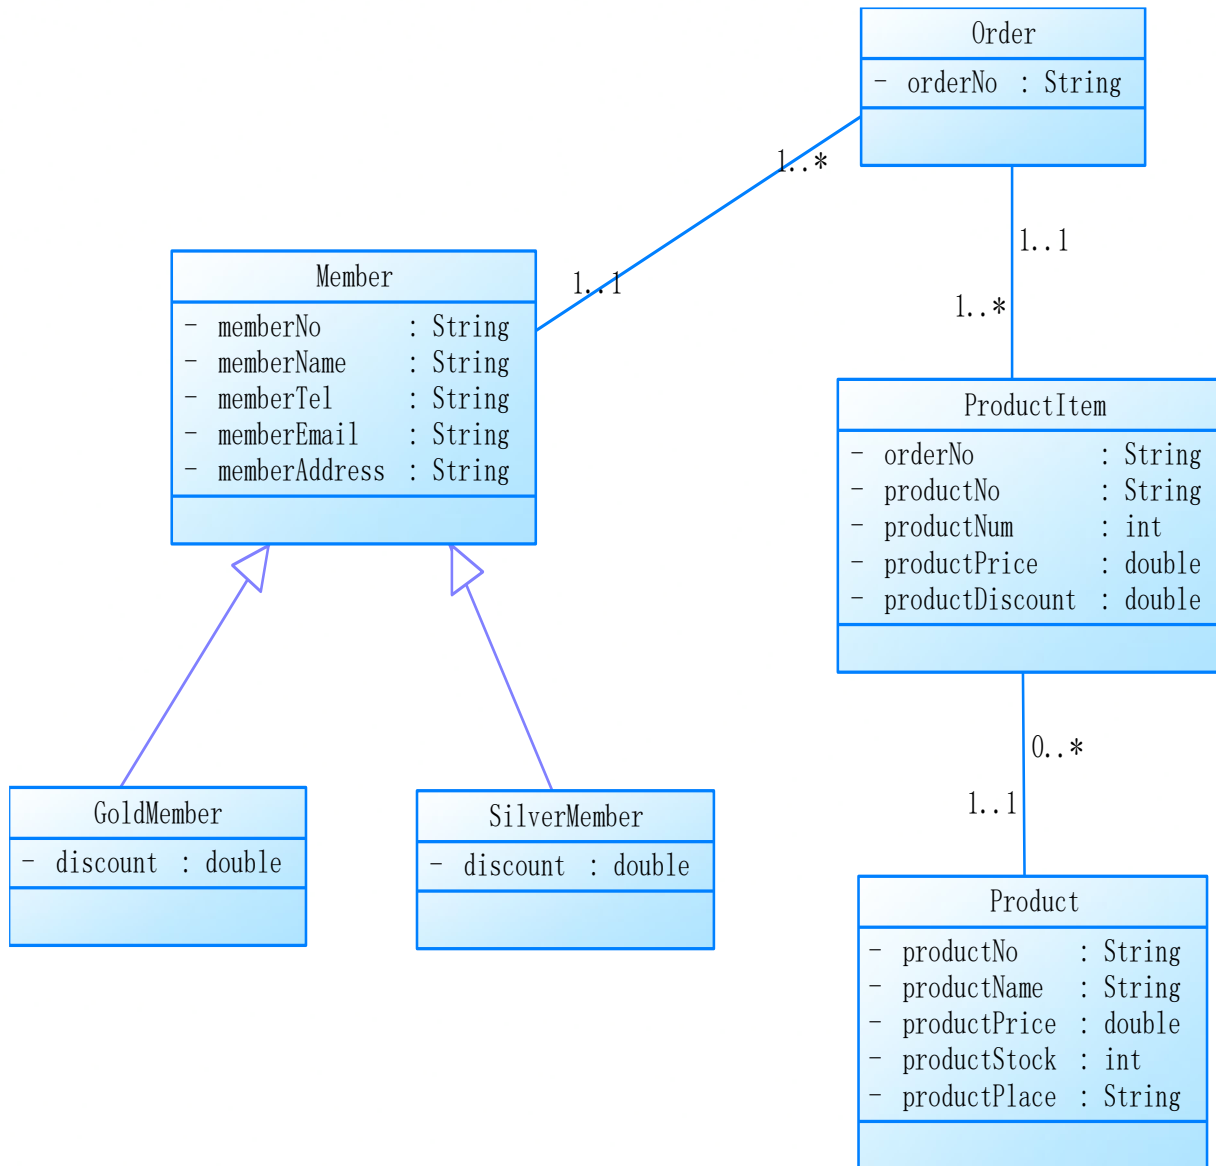 Order
- orderNo : String
1..*
1..1
1..1
1..*
Member
- memberNo : String
- memberName : String
- memberTel : String
- memberEmail : String
- memberAddress : String
ProductItem
- orderNo : String
- productNo : String
- productNum : int
- productPrice : double
- productDiscount : double
0..*
1..1
GoldMember
- discount : double
SilverMember
- discount : double
Product
- productNo : String
- productName : String
- productPrice : double
- productStock : int
- productPlace : String